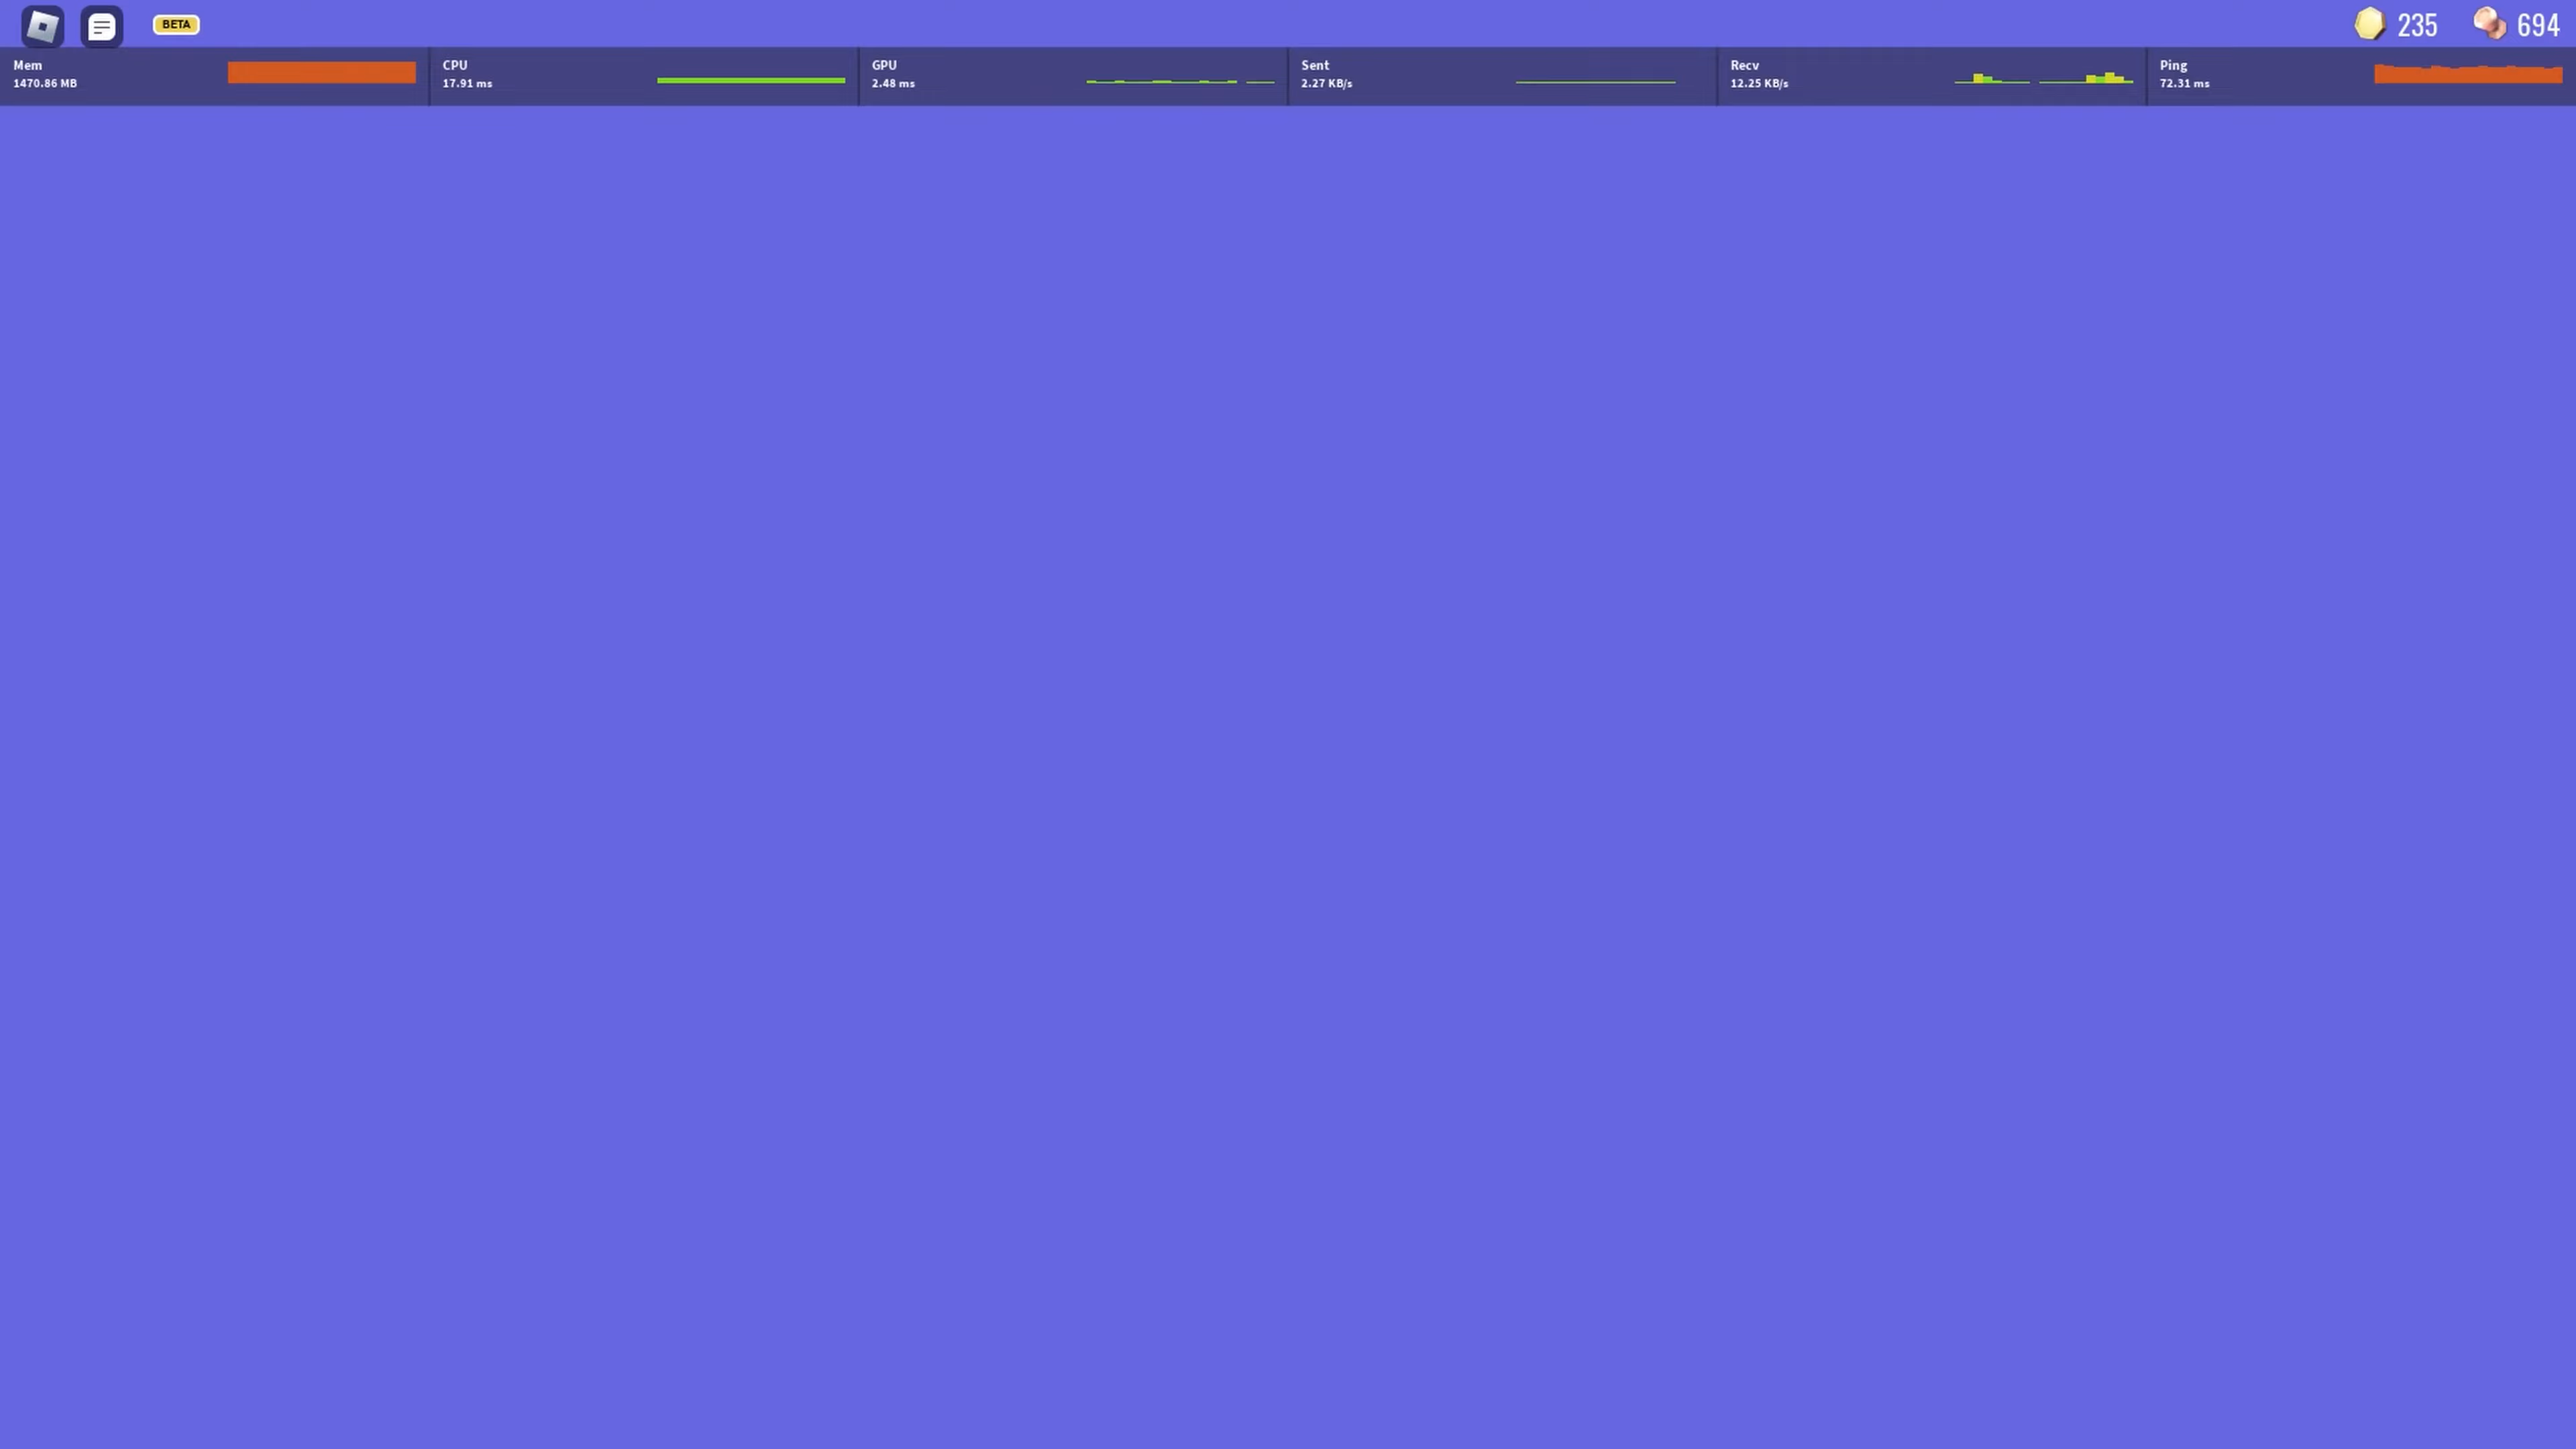 BETA
235
694
Mem
1470.86 MB
CPU
17.91 ms
GPU
2.48 ms
Sent
2.27 KB/s
Recv
12.25 KB/s
Ping
72.31 ms